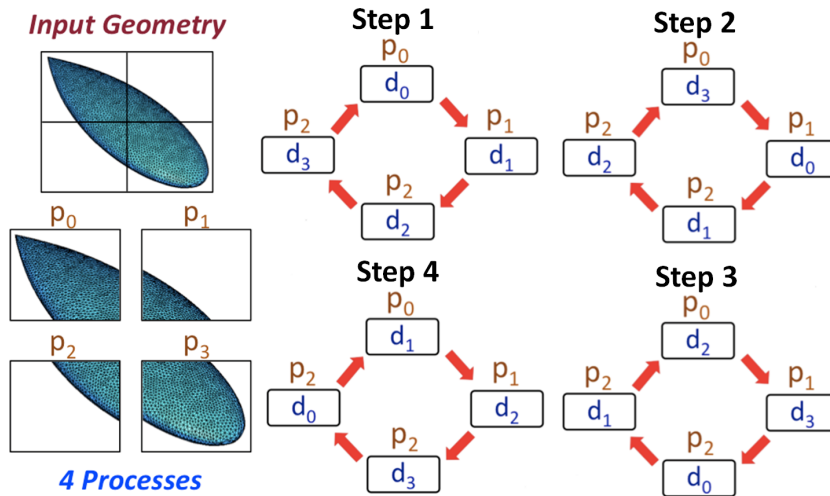 Input Geometry
p₀ p₁
p₂ p₃
4 Processes
Step 1
p₀
d₀
p₂ p₁
d₃ d₁
p₂
d₂
Step 2
p₀
d₃
p₂ p₁
d₂ d₀
p₂
d₁
Step 4
p₀
d₁
p₂ p₁
d₀ d₂
p₂
d₃
Step 3
p₀
d₂
p₂ p₁
d₁ d₃
p₂
d₀